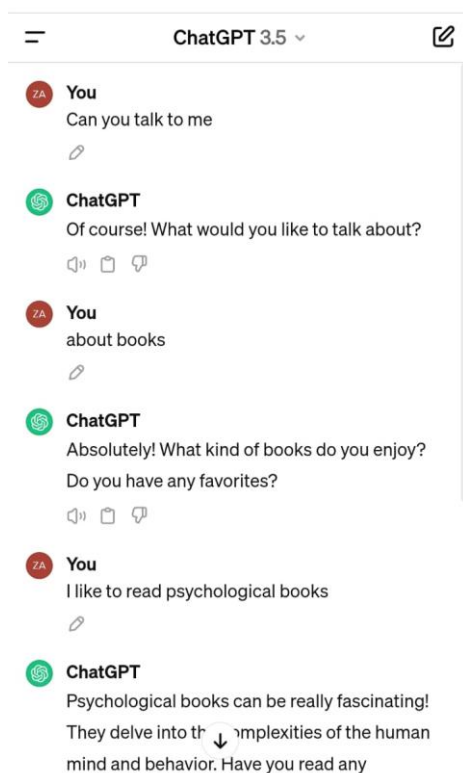 ChatGPT 3.5
ZA You
Can you talk to me
ChatGPT
Of course! What would you like to talk about?
ZA You
about books
ChatGPT
Absolutely! What kind of books do you enjoy?
Do you have any favorites?
ZA You
I like to read psychological books
ChatGPT
Psychological books can be really fascinating!
They delve into of the human
mind and behavior. Have you read any